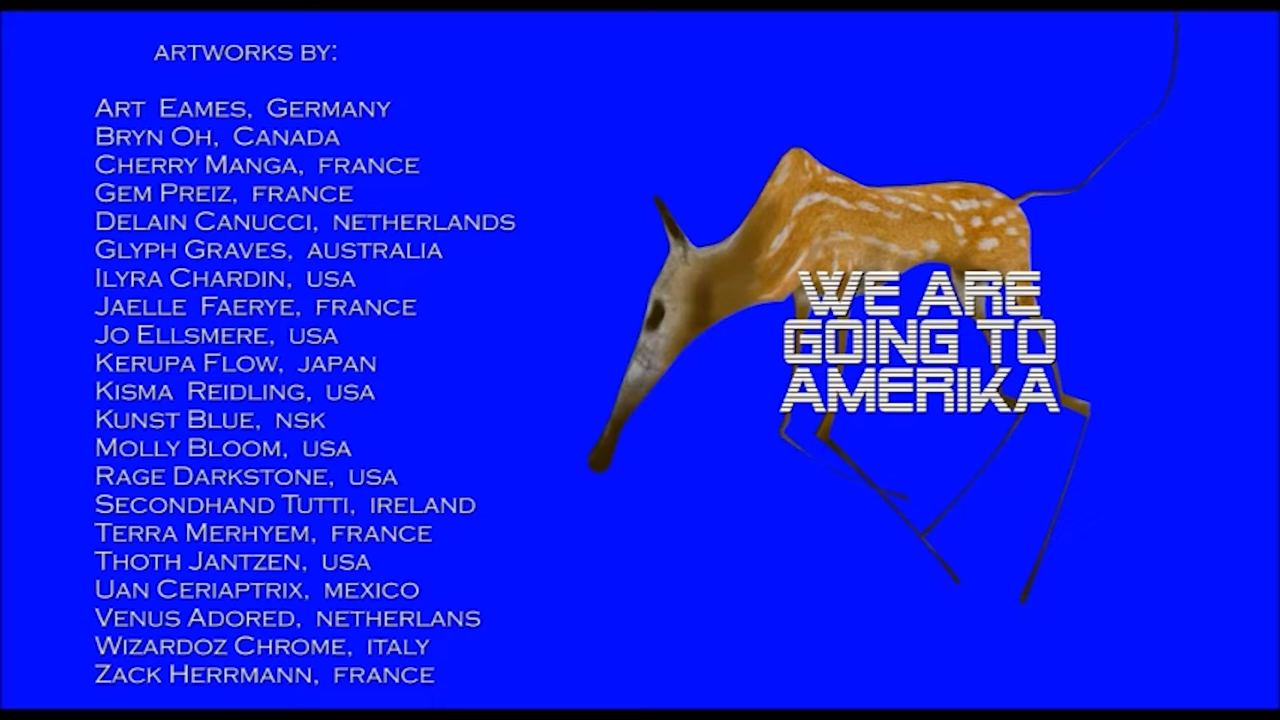 ARTWORKS BY:
ART EAMES, GERMANY
BRYN OH, CANADA
CHERRY MANGA, FRANCE
GEM PREIZ, FRANCE
DELAIN CANUCCI, NETHERLANDS
GLYPH GRAVES, AUSTRALIA
ILYRA CHARDIN, USA
JAELLE FAERYE, FRANCE
JO ELLSMERE, USA
KERUPA FLOW, JAPAN
KISMA REIDLING, USA
KUNST BLUE, NSK
MOLLY BLOOM, USA
RAGE DARKSTONE, USA
SECONDHAND TUTTI, IRELAND
TERRA MERHYEM, FRANCE
THOTH JANTZEN, USA
UAN CERIAPTRIX, MEXICO
VENUS ADORED, NETHERLANS
WIZARDOZ CHROME, ITALY
ZACK HERRMANN, FRANCE
WE ARE
GOING TO
AMERIKA